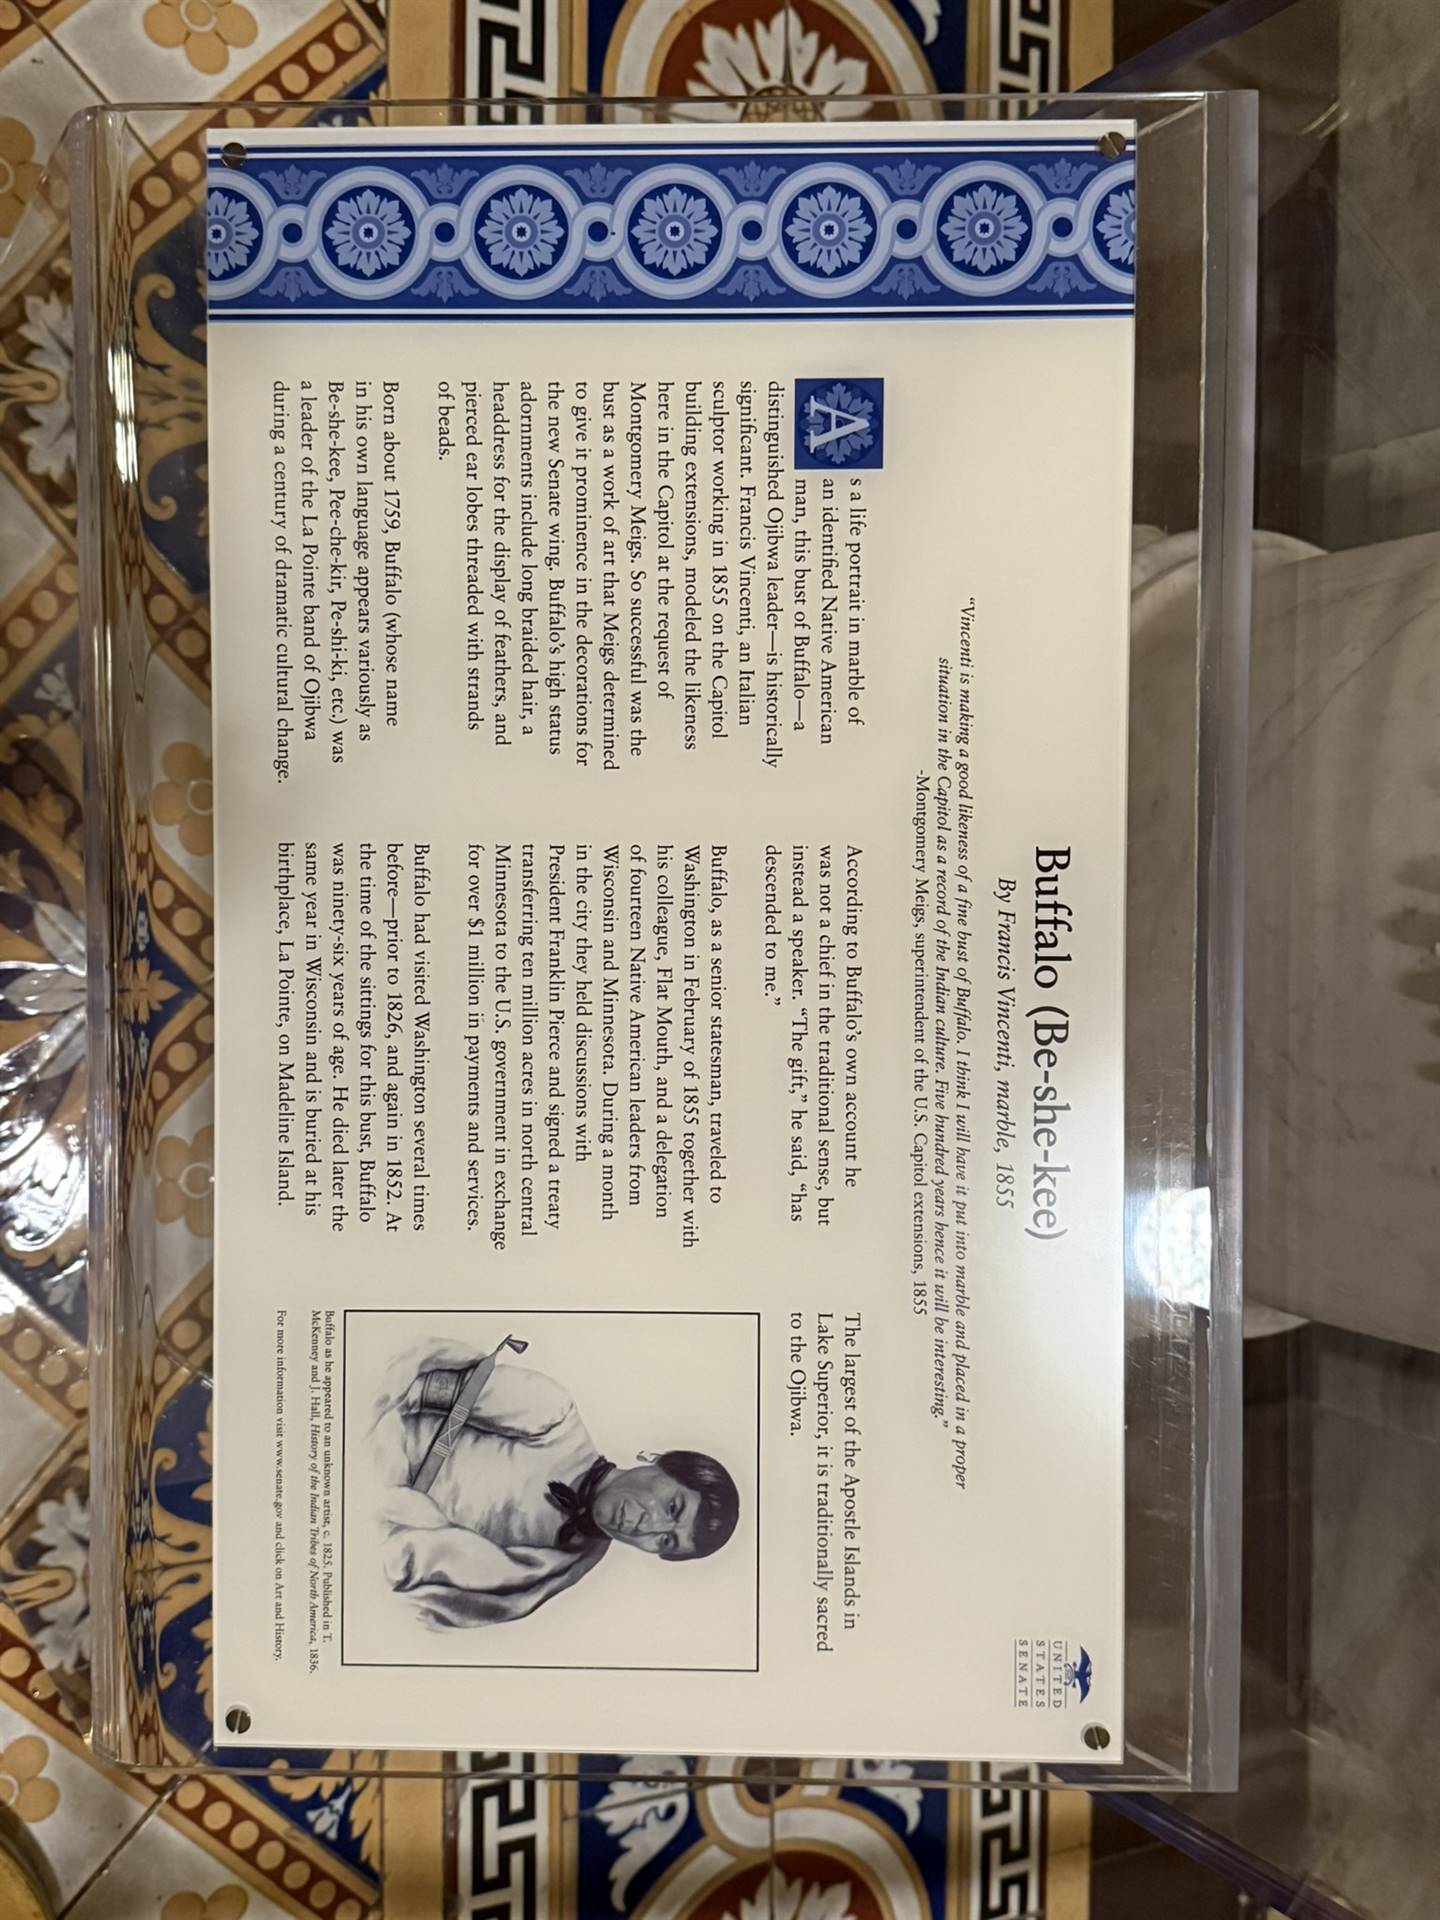 Buffalo (Be-she-kee)
By Francis Vincenti, marble, 1855
"Vincenti is making a good likeness of a fine bust of Buffalo. I think I will have it put into marble and placed in a proper
situation in the Capitol as a record of the Indian culture. Five hundred years hence it will be interesting."
-Montgomery Meigs, superintendent of the U.S. Capitol extensions, 1855
UNITED
STATES
SENATE
As a life portrait in marble of
an identified Native American
man, this bust of Buffalo—a
distinguished Ojibwa leader—is historically
significant. Francis Vincenti, an Italian
sculptor working in 1855 on the Capitol
building extensions, modeled the likeness
here in the Capitol at the request of
Montgomery Meigs. So successful was the
bust as a work of art that Meigs determined
to give it prominence in the decorations for
the new Senate wing. Buffalo's high status
adornments include long braided hair, a
headdress for the display of feathers, and
pierced ear lobes threaded with strands
of beads.
Born about 1759, Buffalo (whose name
in his own language appears variously as
Be-she-kee, Pee-che-kir, Pe-shi-ki, etc.) was
a leader of the La Pointe band of Ojibwa
during a century of dramatic cultural change.
According to Buffalo's own account he
was not a chief in the traditional sense, but
instead a speaker. "The gift," he said, "has
descended to me."
Buffalo, as a senior statesman, traveled to
Washington in February of 1855 together with
his colleague, Flat Mouth, and a delegation
of fourteen Native American leaders from
Wisconsin and Minnesota. During a month
in the city they held discussions with
President Franklin Pierce and signed a treaty
transferring ten million acres in north central
Minnesota to the U.S. government in exchange
for over $1 million in payments and services.
Buffalo had visited Washington several times
before—prior to 1826, and again in 1852. At
the time of the sittings for this bust, Buffalo
was ninety-six years of age. He died later the
same year in Wisconsin and is buried at his
birthplace, La Pointe, on Madeline Island.
The largest of the Apostle Islands in
Lake Superior, it is traditionally sacred
to the Ojibwa.
Buffalo as he appeared to an unknown artist, c. 1825. Published in T.
McKenney and J. Hall, History of the Indian Tribes of North America, 1836.
For more information visit www.senate.gov and click on Art and History.